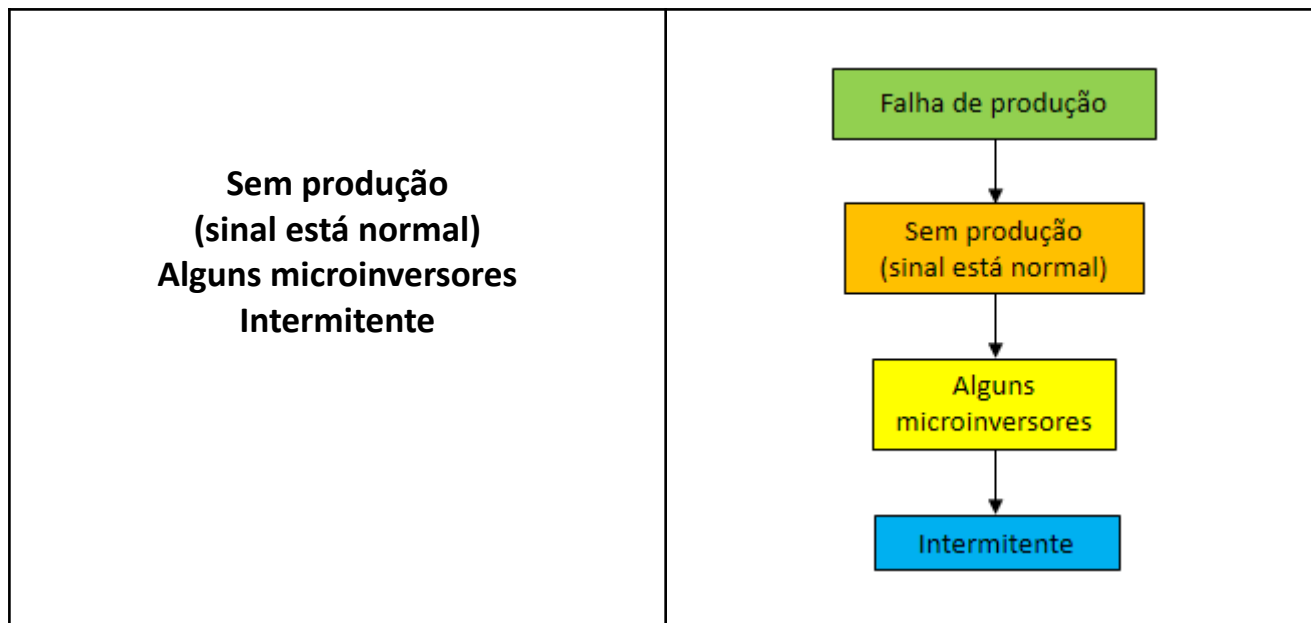 Sem produção
(sinal está normal)
Alguns microinversores
Intermitente
Falha de produção
Sem produção
(sinal está normal)
Alguns
microinversores
Intermitente